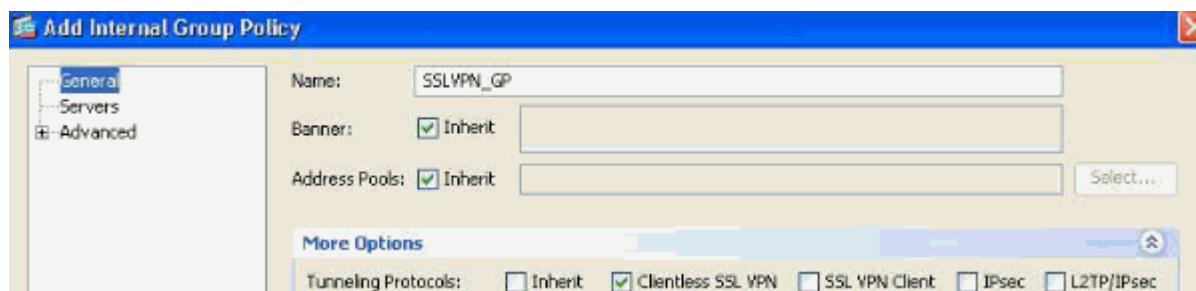 Add Internal Group Policy
General
Servers
Advanced
Name: SSLVPN_GP
Banner: Inherit
Address Pools: Inherit Select...
More Options
Tunneling Protocols: Inherit Clientless SSL VPN SSL VPN Client IPsec L2TP/IPsec